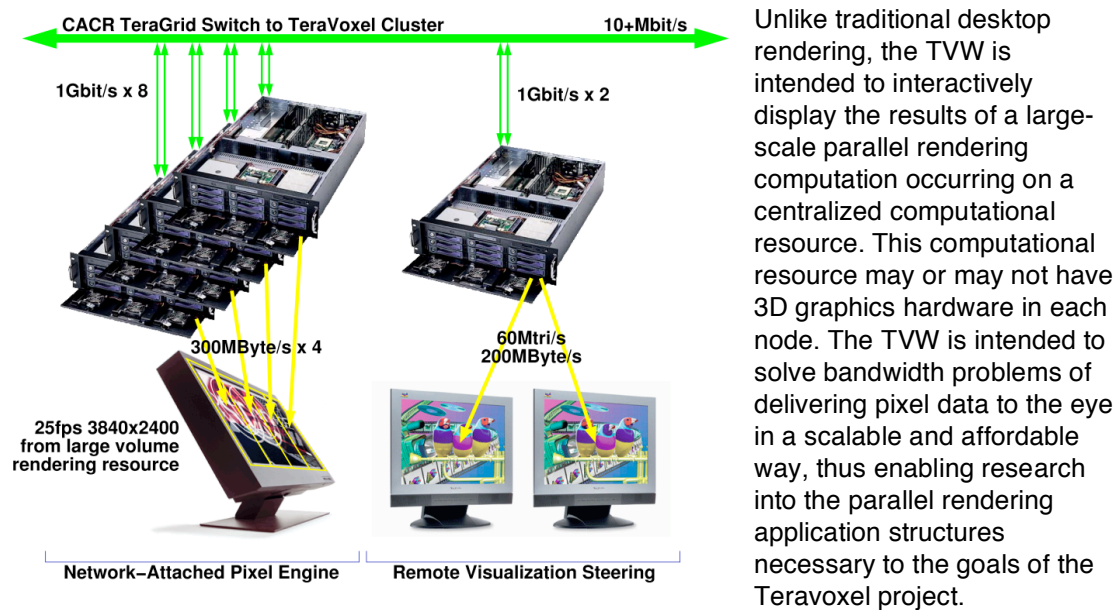 CACR TeraGrid Switch to TeraVoxel Cluster
10+Mbit/s
1Gbit/s x 8
1Gbit/s x 2
300MByte/s x 4
60Mtri/s
200MByte/s
25fps 3840x2400
from large volume
rendering resource
Network−Attached Pixel Engine
Remote Visualization Steering
Unlike traditional desktop
rendering, the TVW is
intended to interactively
display the results of a large-
scale parallel rendering
computation occurring on a
centralized computational
resource. This computational
resource may or may not have
3D graphics hardware in each
node. The TVW is intended to
solve bandwidth problems of
delivering pixel data to the eye
in a scalable and affordable
way, thus enabling research
into the parallel rendering
application structures
necessary to the goals of the
Teravoxel project.